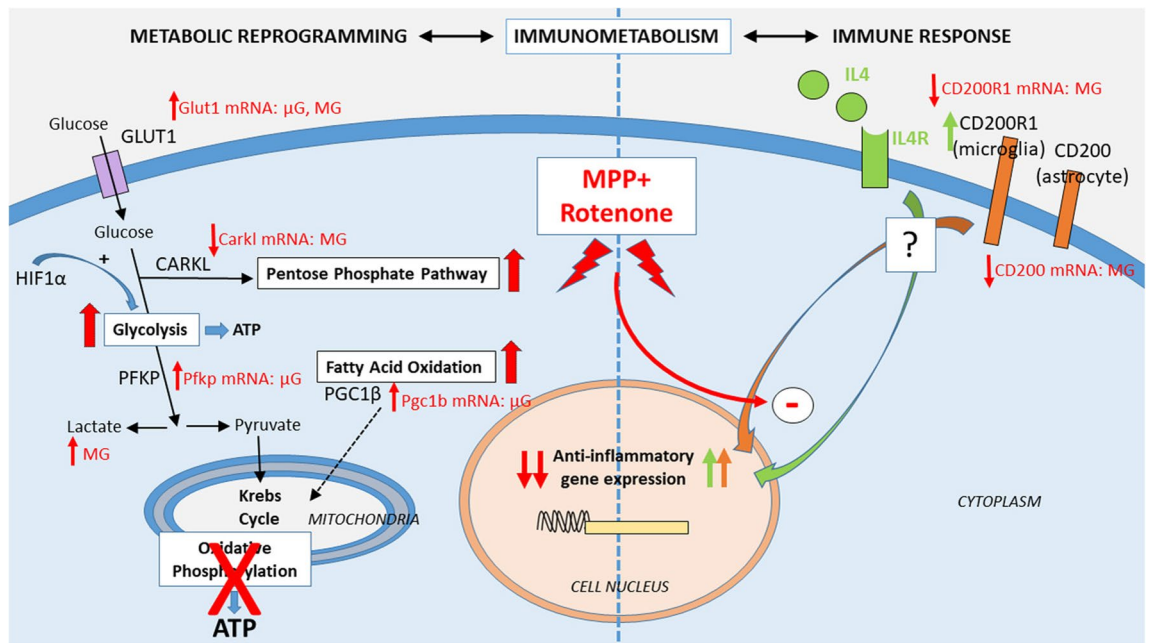 METABOLIC REPROGRAMMING
IMMUNOMETABOLISM
IMMUNE RESPONSE
Glut1 mRNA: µG, MG
Glucose
GLUT1
Glucose
Carkl mRNA: MG
+
CARKL
HIF1α
Pentose Phosphate Pathway
Glycolysis
ATP
PFKP
Pfkp mRNA: µG
Fatty Acid Oxidation
PGC1β
Pgc1b mRNA: µG
Lactate
Pyruvate
MG
Krebs
Cycle
MITOCHONDRIA
Oxidative
Phosphorylation
ATP
MPP+
Rotenone
IL4
IL4R
CD200R1 mRNA: MG
CD200R1
(microglia)
CD200
(astrocyte)
?
CD200 mRNA: MG
-
Anti-inflammatory
gene expression
CELL NUCLEUS
CYTOPLASM